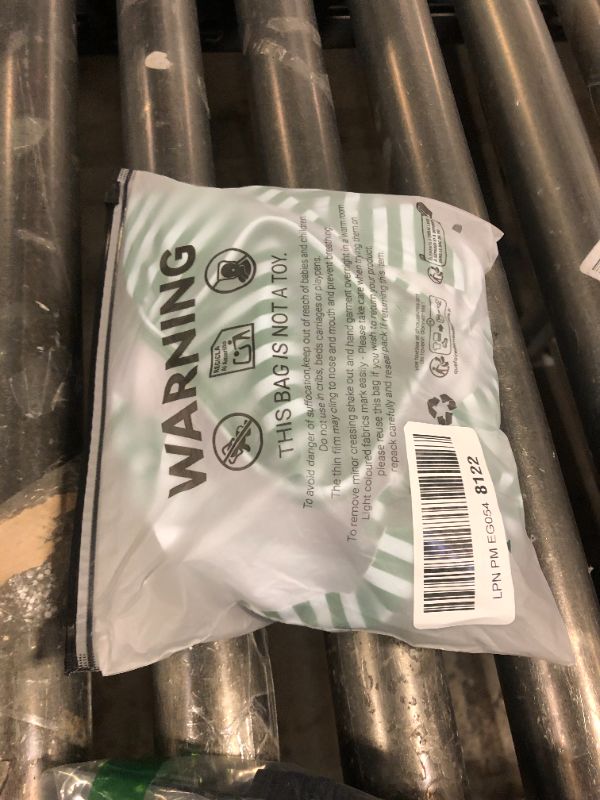 WARNING
THIS BAG IS NOT A TOY.
To avoid danger of suffocation,keep out of reach of babies and children
Do not use in cribs, beds carriages or playpens.
The thin film may cling to nose and mouth and prevent breathing.
To remove minor creasing shake out and hand garment overnight in a warm room
Light coloured fabrics mark easily - Please take care when trying them on
please reuse this bag if you wish to return your product,
repack carefully and reseal pack if returning this item.
LPN PM EG054 8122